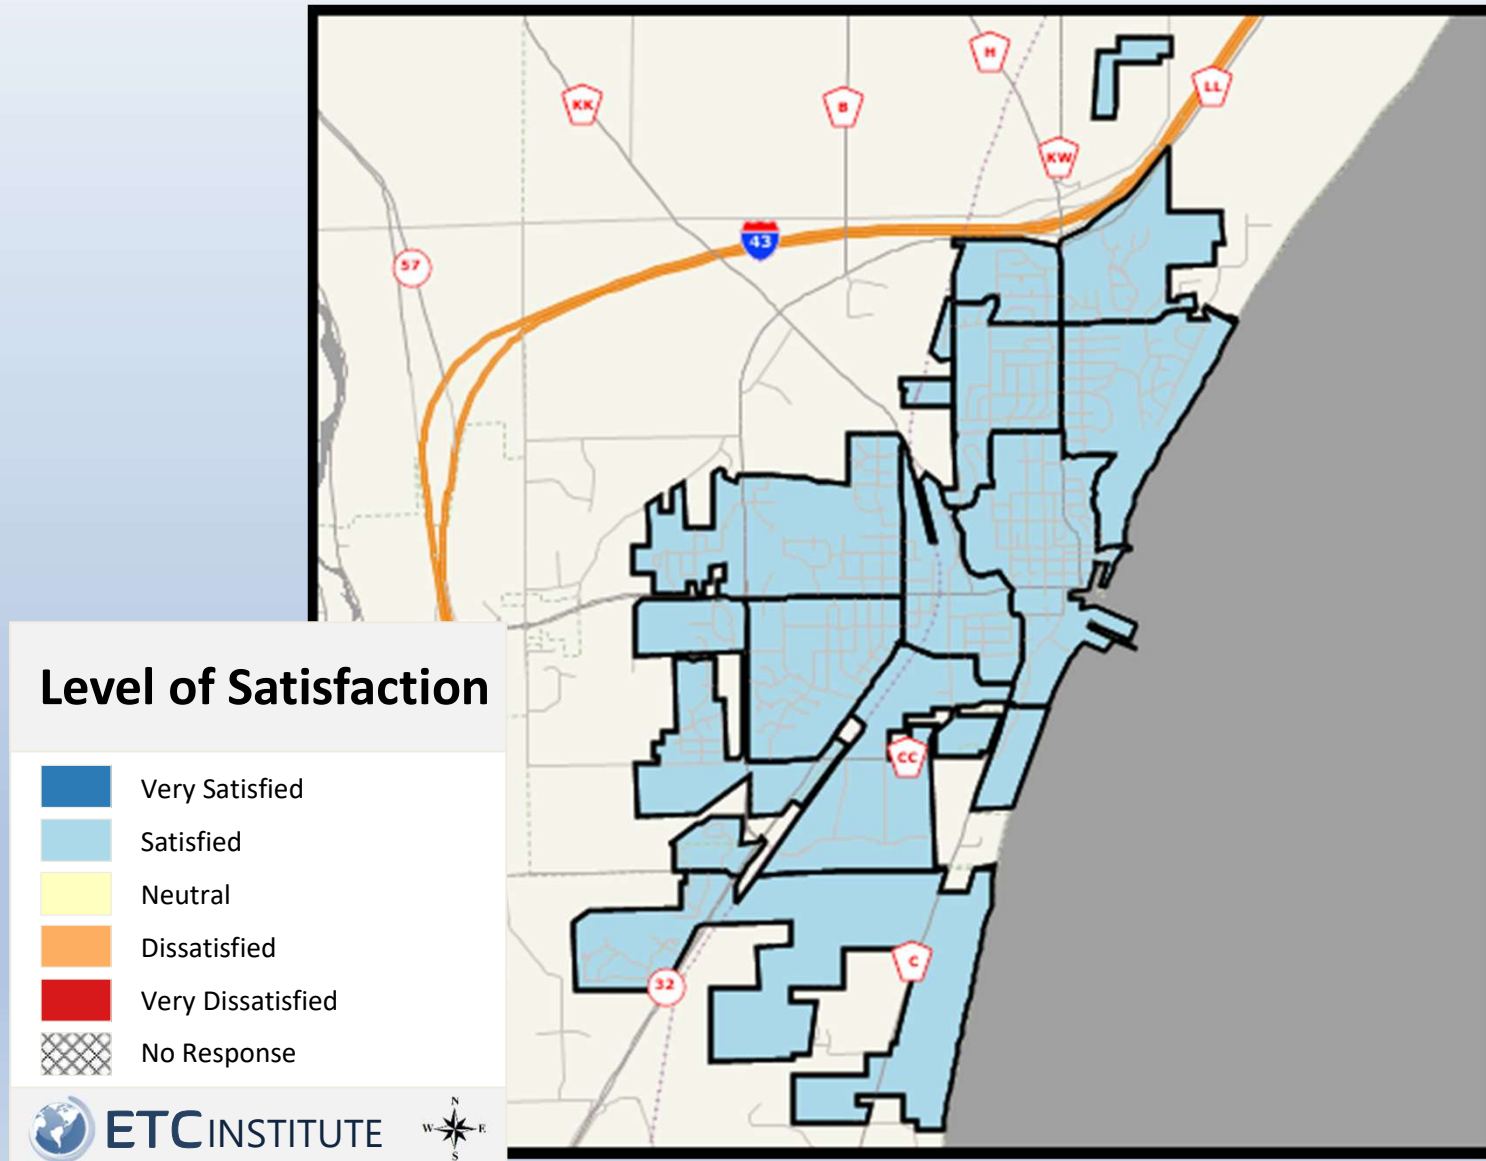 H
KK
B
LL
KW
43
57
Level of Satisfaction
CC
Very Satisfied
Satisfied
Neutral
Dissatisfied
C
32
Very Dissatisfied
No Response
ETC INSTITUTE
N
W E
S